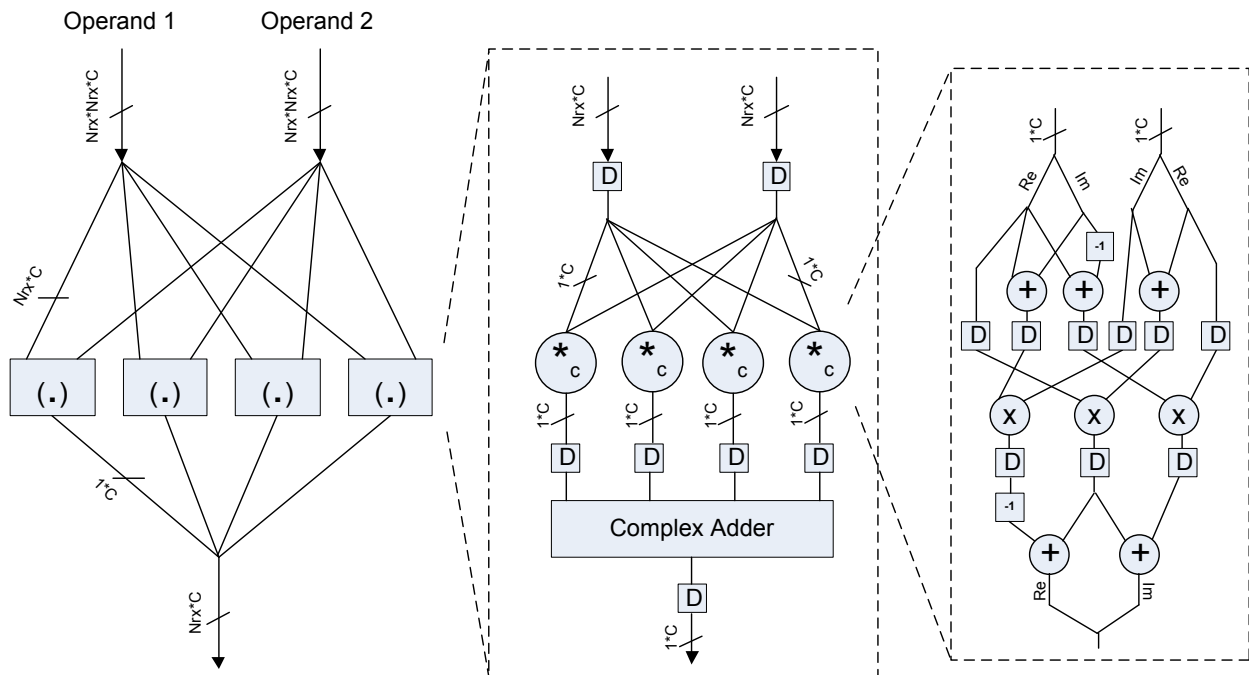 Operand 1
Operand 2
Nrx*Nrx*C
Nrx*Nrx*C
Nrx*C
(.)
(.)
(.)
(.)
1*C
Nrx*C
Nrx*C
Nrx*C
D
D
1*C
1*C
*c
*c
*c
*c
1*C
1*C
1*C
1*C
D
D
D
D
Complex Adder
D
1*C
1*C
1*C
Re
Im
Im
Re
-1
+
+
+
D
D
D
D
D
D
x
x
x
D
D
D
-1
+
+
Re
Im